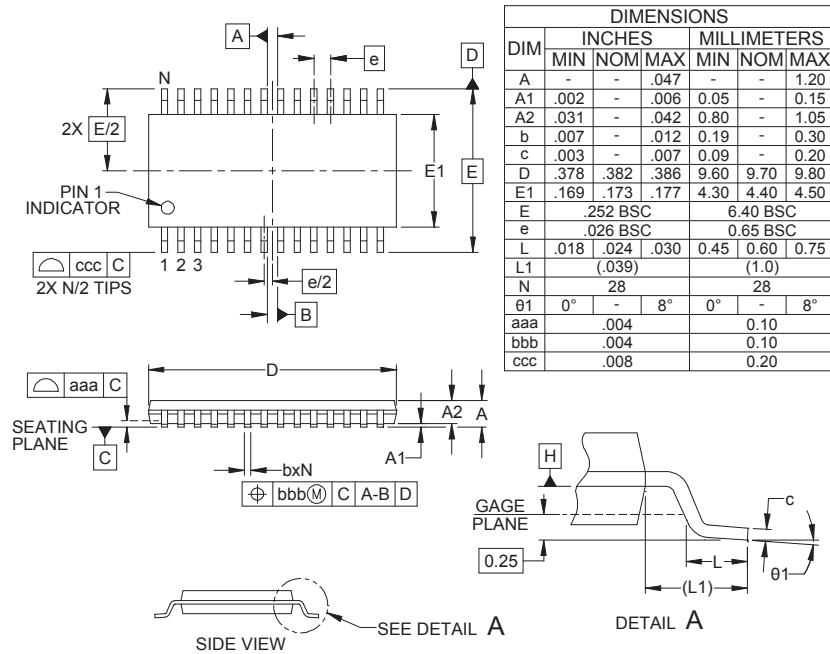 A
e
D
N
2X E/2
E1
E
PIN 1
INDICATOR
ccc C
1 2 3
2X N/2 TIPS
e/2
B
D
aaa C
A2 A
SEATING
PLANE
C
A1
bxN
bbb Ⓜ C A-B D
SIDE VIEW
SEE DETAIL A
DIMENSIONS
DIM INCHES MILLIMETERS
MIN NOM MAX MIN NOM MAX
A - - .047 - - 1.20
A1 .002 - .006 0.05 - 0.15
A2 .031 - .042 0.80 - 1.05
b .007 - .012 0.19 - 0.30
c .003 - .007 0.09 - 0.20
D .378 .382 .386 9.60 9.70 9.80
E1 .169 .173 .177 4.30 4.40 4.50
E .252 BSC 6.40 BSC
e .026 BSC 0.65 BSC
L .018 .024 .030 0.45 0.60 0.75
L1 (.039) (1.0)
N 28 28
θ1 0° - 8° 0° - 8°
aaa .004 0.10
bbb .004 0.10
ccc .008 0.20
H
GAGE
PLANE
c
0.25
L
(L1)
θ1
DETAIL A